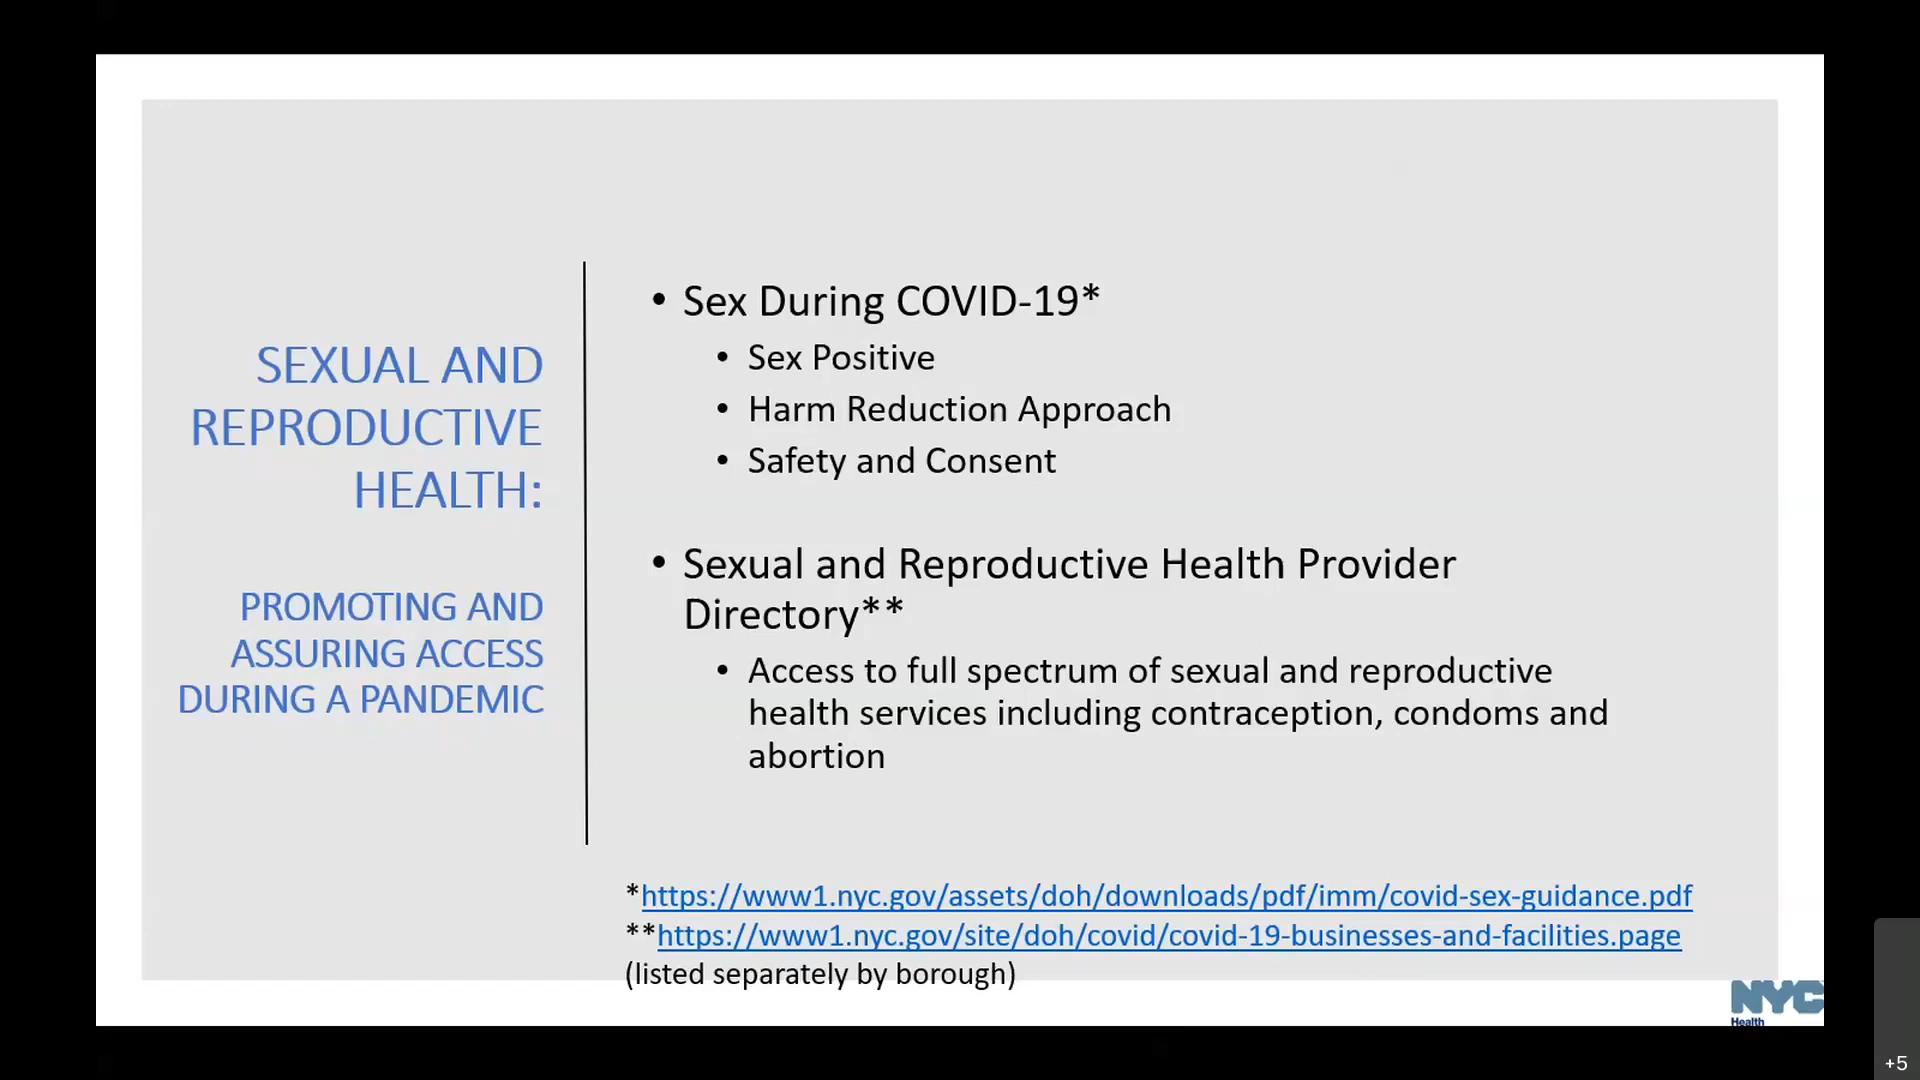 SEXUAL AND
REPRODUCTIVE
HEALTH:
PROMOTING AND
ASSURING ACCESS
DURING A PANDEMIC
• Sex During COVID-19*
• Sex Positive
• Harm Reduction Approach
• Safety and Consent
• Sexual and Reproductive Health Provider
Directory**
• Access to full spectrum of sexual and reproductive
health services including contraception, condoms and
abortion
*https://www1.nyc.gov/assets/doh/downloads/pdf/imm/covid-sex-guidance.pdf
**https://www1.nyc.gov/site/doh/covid/covid-19-businesses-and-facilities.page
(listed separately by borough)
NYC
Health
+5